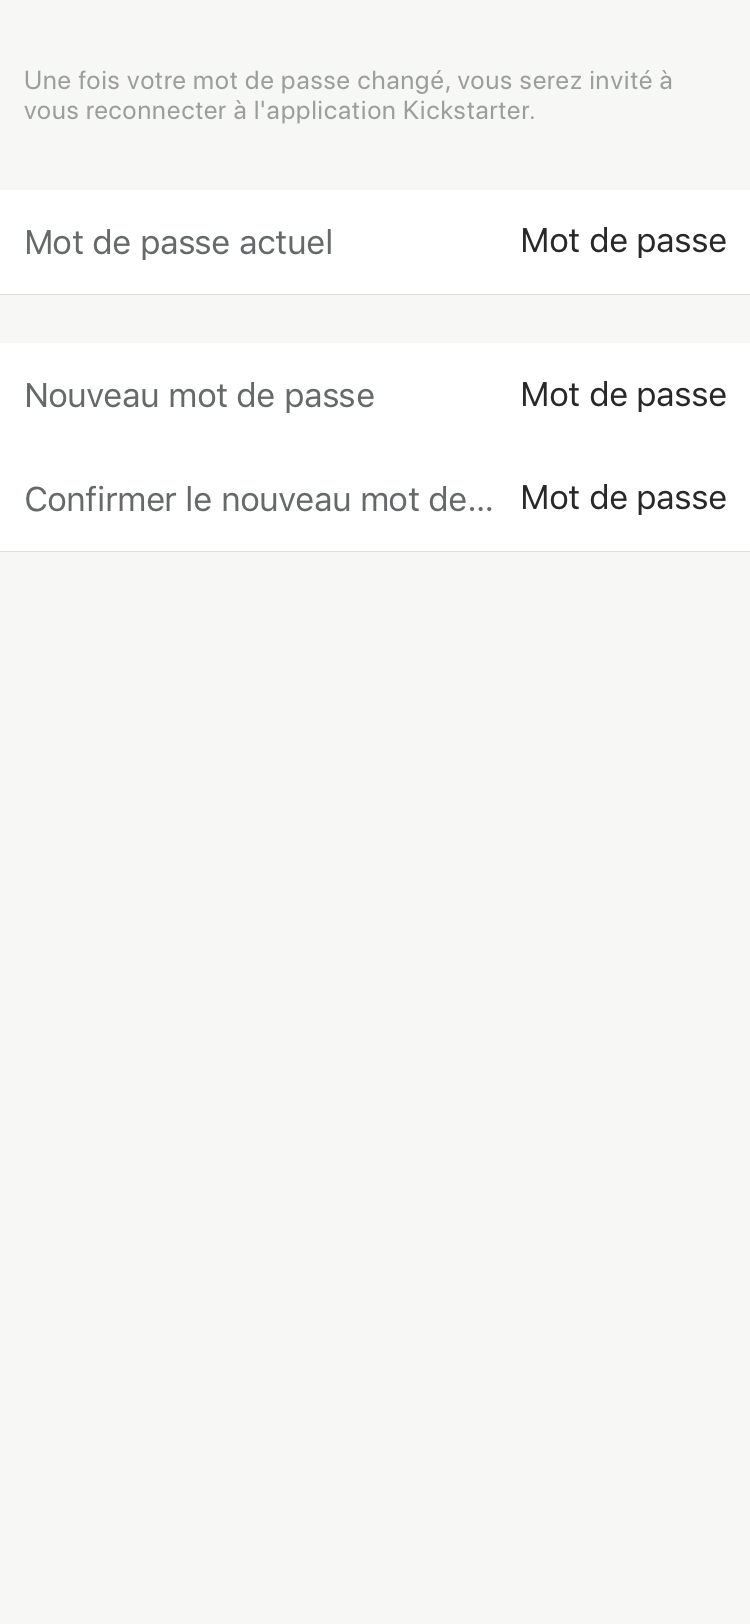 Une fois votre mot de passe changé, vous serez invité à
vous reconnecter à l'application Kickstarter.
Mot de passe actuel Mot de passe
Nouveau mot de passe Mot de passe
Confirmer le nouveau mot de... Mot de passe